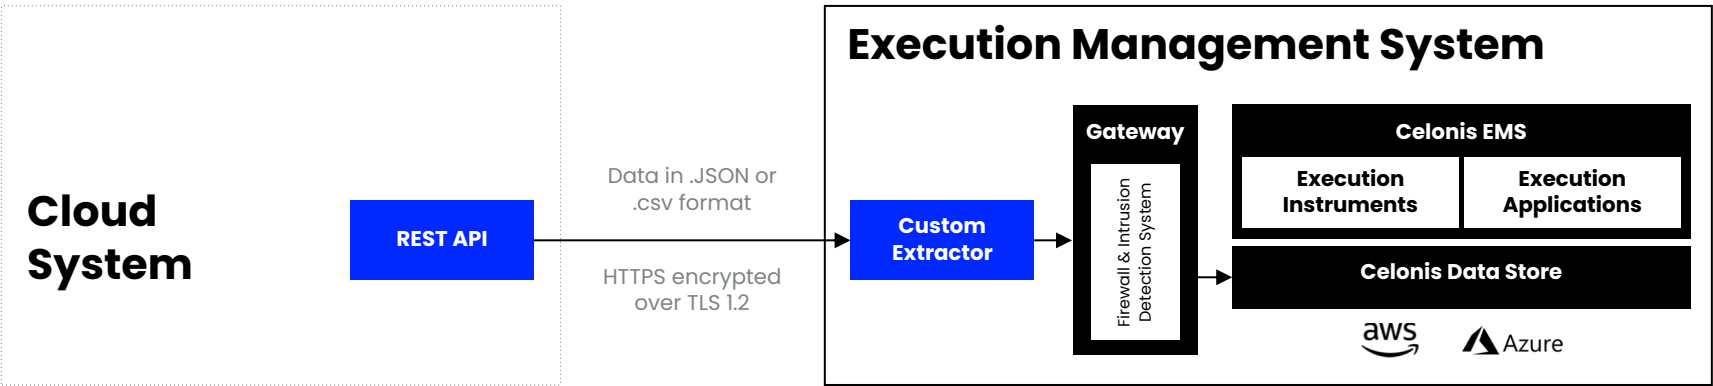 Cloud
System
REST API
Data in .JSON or
.csv format
HTTPS encrypted
over TLS 1.2
Execution Management System
Custom
Extractor
Gateway
Firewall & Intrusion
Detection System
Celonis EMS
Execution
Instruments
Execution
Applications
Celonis Data Store
aws
Azure